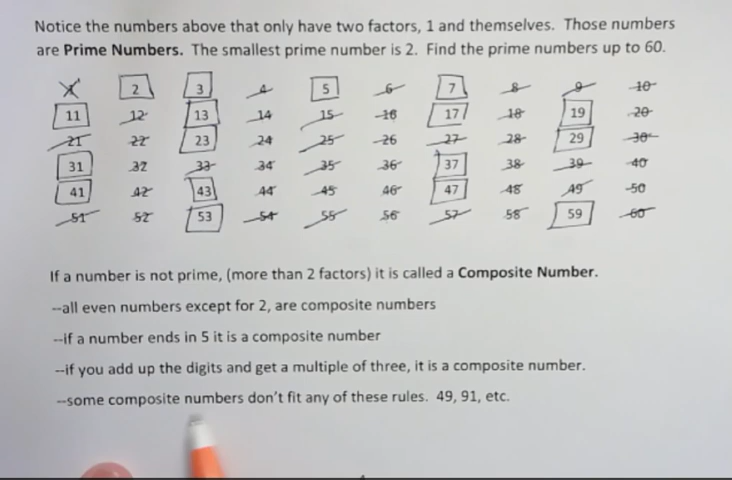 Notice the numbers above that only have two factors, 1 and themselves. Those numbers
are Prime Numbers. The smallest prime number is 2. Find the prime numbers up to 60.
1 2 3 4 5 6 7 8 9 10
11 12 13 14 15 16 17 18 19 20
21 22 23 24 25 26 27 28 29 30
31 32 33 34 35 36 37 38 39 40
41 42 43 44 45 46 47 48 49 50
51 52 53 54 55 56 57 58 59 60
If a number is not prime, (more than 2 factors) it is called a Composite Number.
--all even numbers except for 2, are composite numbers
--if a number ends in 5 it is a composite number
--if you add up the digits and get a multiple of three, it is a composite number.
--some composite numbers don't fit any of these rules. 49, 91, etc.